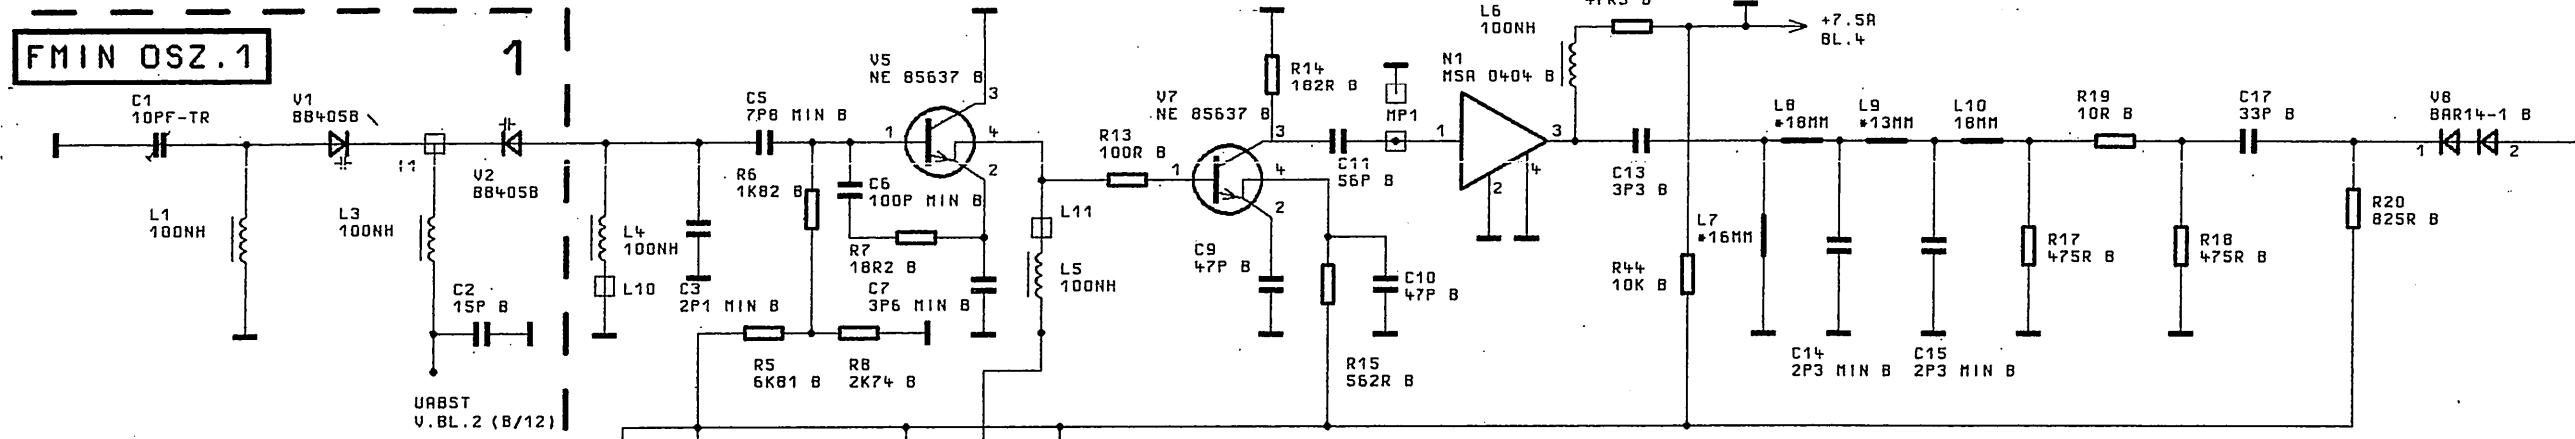 FMIN OSZ.1
1
C1
10PF-TR
V1
BB405B
I1
V2
BB405B
L1
100NH
L3
100NH
C2
15P B
UABST
V.BL.2 (B/12)
L4
100NH
L10
C3
2P1 MIN B
C5
7P8 MIN B
R6
1K82 B
C6
100P MIN B
R7
18R2 B
C7
3P6 MIN B
R5
6K81 B
R8
2K74 B
V5
NE 85637 B
1
3
4
2
L11
L5
100NH
R13
100R B
V7
NE 85637 B
1
3
4
2
R14
182R B
C9
47P B
C10
47P B
R15
562R B
C11
56P B
MP1
N1
MSA 0404 B
1
3
2
4
L6
100NH
+7.5A
BL.4
C13
3P3 B
R44
10K B
L7
*16MM
L8
*18MM
L9
*13MM
L10
18MM
C14
2P3 MIN B
C15
2P3 MIN B
R17
475R B
R19
10R B
R18
475R B
C17
33P B
R20
825R B
V8
BAR14-1 B
1
2